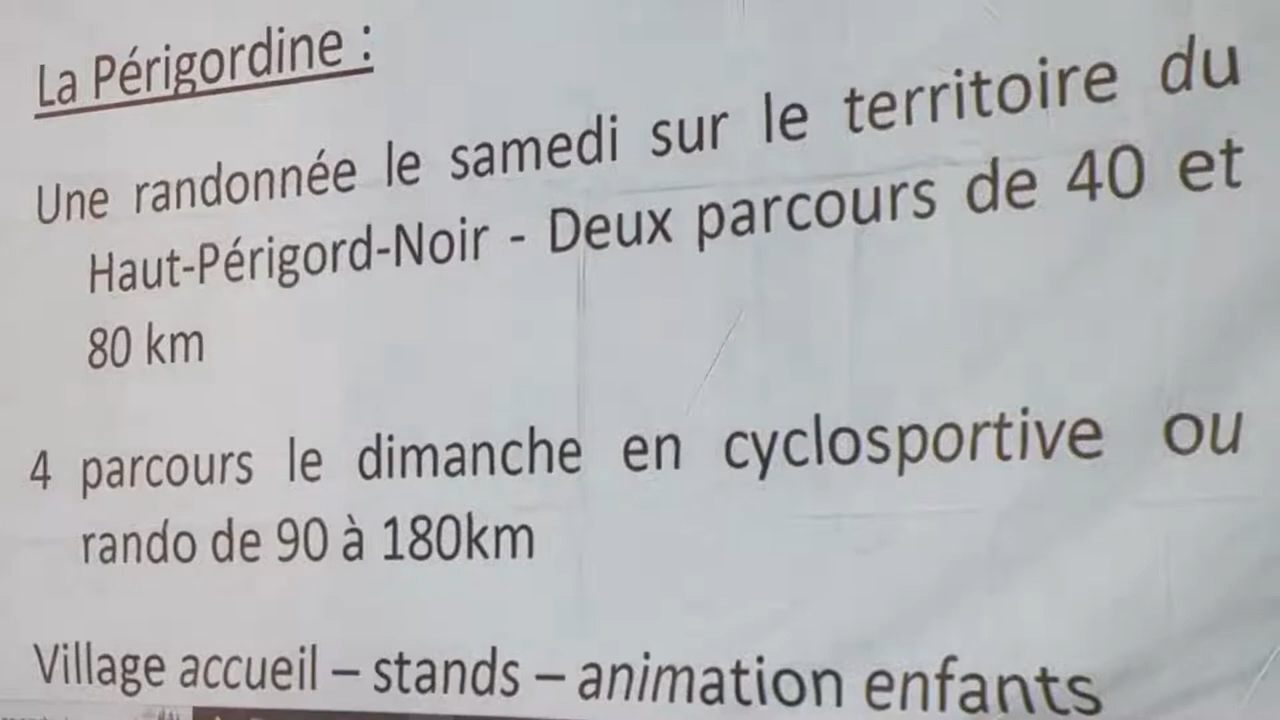 La Périgordine :
Une randonnée le samedi sur le territoire du
Haut-Périgord-Noir - Deux parcours de 40 et
80 km
4 parcours le dimanche en cyclosportive ou
rando de 90 à 180km
Village accueil – stands – animation enfants